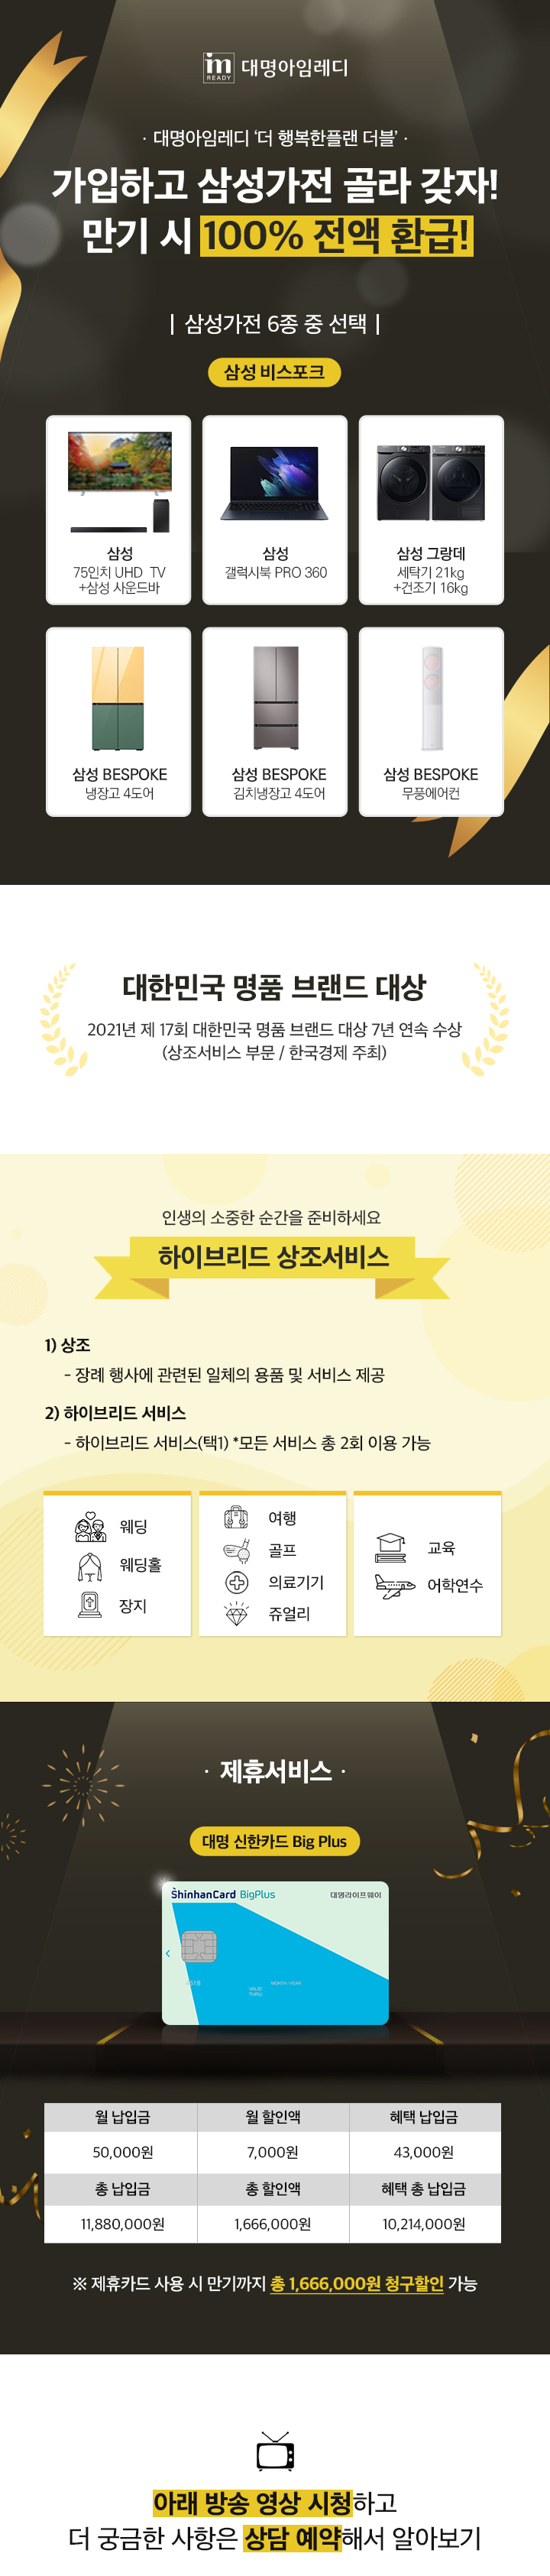 im
READY
대명아임레디
· 대명아임레디 ‘더 행복한플랜 더블’ ·
가입하고 삼성가전 골라 갖자!
만기 시 100% 전액 환급!
| 삼성가전 6종 중 선택 |
삼성 비스포크
삼성
75인치 UHD TV
+삼성 사운드바
삼성
갤럭시북 PRO 360
삼성 그랑데
세탁기 21kg
+건조기 16kg
삼성 BESPOKE
냉장고 4도어
삼성 BESPOKE
김치냉장고 4도어
삼성 BESPOKE
무풍에어컨
대한민국 명품 브랜드 대상
2021년 제 17회 대한민국 명품 브랜드 대상 7년 연속 수상
(상조서비스 부문 / 한국경제 주최)
인생의 소중한 순간을 준비하세요
하이브리드 상조서비스
1) 상조
- 장례 행사에 관련된 일체의 용품 및 서비스 제공
2) 하이브리드 서비스
- 하이브리드 서비스(택1) *모든 서비스 총 2회 이용 가능
웨딩
웨딩홀
장지
여행
골프
의료기기
쥬얼리
교육
어학연수
· 제휴서비스 ·
대명 신한카드 Big Plus
ShinhanCard BigPlus
대명라이프웨이
VALID
THRU
MONTH / YEAR
월 납입금 월 할인액 혜택 납입금
50,000원 7,000원 43,000원
총 납입금 총 할인액 혜택 총 납입금
11,880,000원 1,666,000원 10,214,000원
※ 제휴카드 사용 시 만기까지 총 1,666,000원 청구할인 가능
아래 방송 영상 시청하고
더 궁금한 사항은 상담 예약해서 알아보기